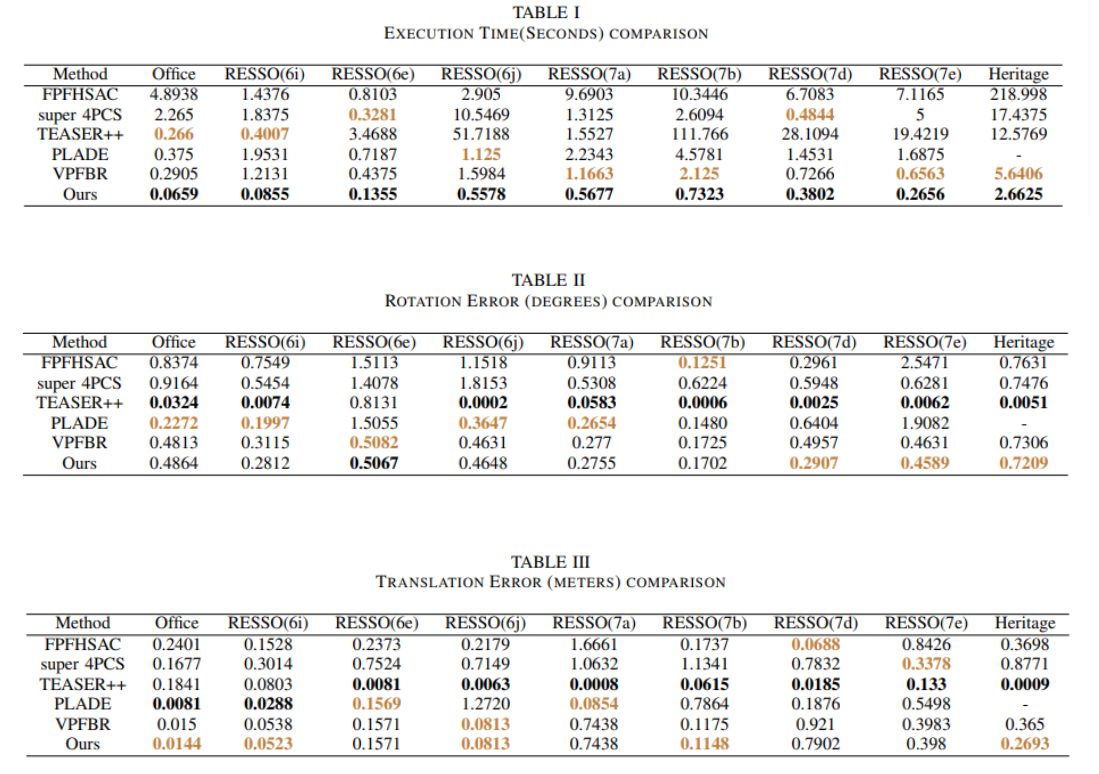 TABLE I
EXECUTION TIME(SECONDS) COMPARISON
Method Office RESSO(6i) RESSO(6e) RESSO(6j) RESSO(7a) RESSO(7b) RESSO(7d) RESSO(7e) Heritage
FPFHSAC 4.8938 1.4376 0.8103 2.905 9.6903 10.3446 6.7083 7.1165 218.998
super 4PCS 2.265 1.8375 0.3281 10.5469 1.3125 2.6094 0.4844 5 17.4375
TEASER++ 0.266 0.4007 3.4688 51.7188 1.5527 111.766 28.1094 19.4219 12.5769
PLADE 0.375 1.9531 0.7187 1.125 2.2343 4.5781 1.4531 1.6875 -
VPFBR 0.2905 1.2131 0.4375 1.5984 1.1663 2.125 0.7266 0.6563 5.6406
Ours 0.0659 0.0855 0.1355 0.5578 0.5677 0.7323 0.3802 0.2656 2.6625
TABLE II
ROTATION ERROR (DEGREES) COMPARISON
Method Office RESSO(6i) RESSO(6e) RESSO(6j) RESSO(7a) RESSO(7b) RESSO(7d) RESSO(7e) Heritage
FPFHSAC 0.8374 0.7549 1.5113 1.1518 0.9113 0.1251 0.2961 2.5471 0.7631
super 4PCS 0.9164 0.5454 1.4078 1.8153 0.5308 0.6224 0.5948 0.6281 0.7476
TEASER++ 0.0324 0.0074 0.8131 0.0002 0.0583 0.0006 0.0025 0.0062 0.0051
PLADE 0.2272 0.1997 1.5055 0.3647 0.2654 0.1480 0.6404 1.9082 -
VPFBR 0.4813 0.3115 0.5082 0.4631 0.277 0.1725 0.4957 0.4631 0.7306
Ours 0.4864 0.2812 0.5067 0.4648 0.2755 0.1702 0.2907 0.4589 0.7209
TABLE III
TRANSLATION ERROR (METERS) COMPARISON
Method Office RESSO(6i) RESSO(6e) RESSO(6j) RESSO(7a) RESSO(7b) RESSO(7d) RESSO(7e) Heritage
FPFHSAC 0.2401 0.1528 0.2373 0.2179 1.6661 0.1737 0.0688 0.8426 0.3698
super 4PCS 0.1677 0.3014 0.7524 0.7149 1.0632 1.1341 0.7832 0.3378 0.8771
TEASER++ 0.1841 0.0803 0.0081 0.0063 0.0008 0.0615 0.0185 0.133 0.0009
PLADE 0.0081 0.0288 0.1569 1.2720 0.0854 0.7864 0.1876 0.5498 -
VPFBR 0.015 0.0538 0.1571 0.0813 0.7438 0.1175 0.921 0.3983 0.365
Ours 0.0144 0.0523 0.1571 0.0813 0.7438 0.1148 0.7902 0.398 0.2693